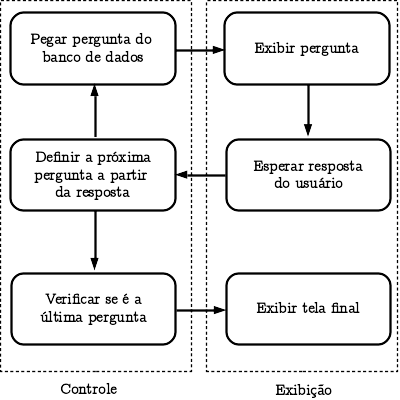 Pegar pergunta do
banco de dados
Exibir pergunta
Definir a próxima
pergunta a partir
da resposta
Esperar resposta
do usuário
Verificar se é a
última pergunta
Exibir tela final
Controle
Exibição